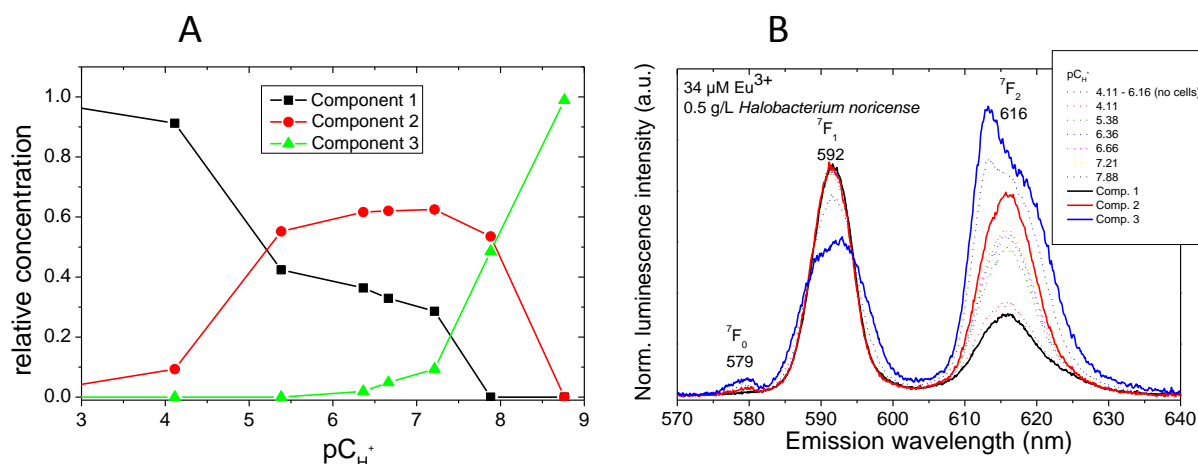 A
relative concentration
1.0
0.8
0.6
0.4
0.2
0.0
Component 1
Component 2
Component 3
3 4 5 6 7 8 9
pC_H⁺
B
Norm. luminescence intensity (a.u.)
34 µM Eu³⁺
0.5 g/L Halobacterium noricense
⁷F₀
579
⁷F₁
592
⁷F₂
616
pC_H⁺
4.11 - 6.16 (no cells)
4.11
5.38
6.36
6.66
7.21
7.88
Comp. 1
Comp. 2
Comp. 3
570 580 590 600 610 620 630 640
Emission wavelength (nm)